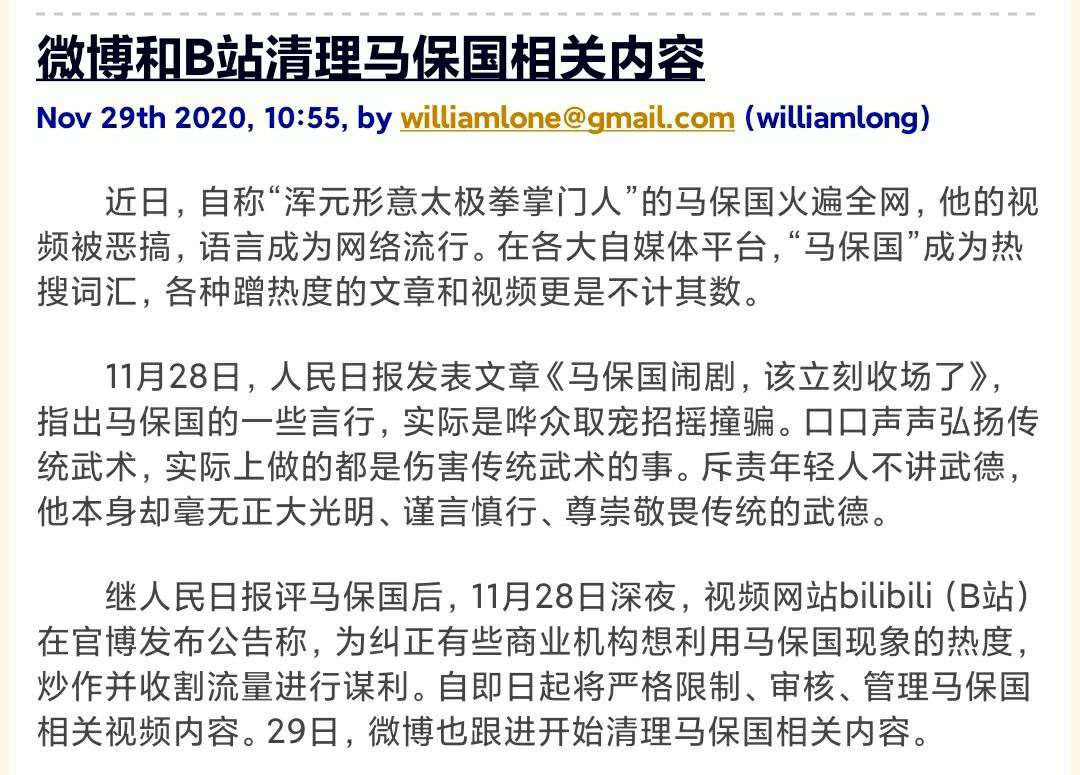 微博和B站清理马保国相关内容
Nov 29th 2020, 10:55, by williamlone@gmail.com (williamlong)
近日，自称“浑元形意太极拳掌门人”的马保国火遍全网，他的视
频被恶搞，语言成为网络流行。在各大自媒体平台，“马保国”成为热
搜词汇，各种蹭热度的文章和视频更是不计其数。
11月28日，人民日报发表文章《马保国闹剧，该立刻收场了》，
指出马保国的一些言行，实际是哗众取宠招摇撞骗。口口声声弘扬传
统武术，实际上做的都是伤害传统武术的事。斥责年轻人不讲武德，
他本身却毫无正大光明、谨言慎行、尊崇敬畏传统的武德。
继人民日报评马保国后，11月28日深夜，视频网站bilibili（B站）
在官博发布公告称，为纠正有些商业机构想利用马保国现象的热度，
炒作并收割流量进行谋利。自即日起将严格限制、审核、管理马保国
相关视频内容。29日，微博也跟进开始清理马保国相关内容。